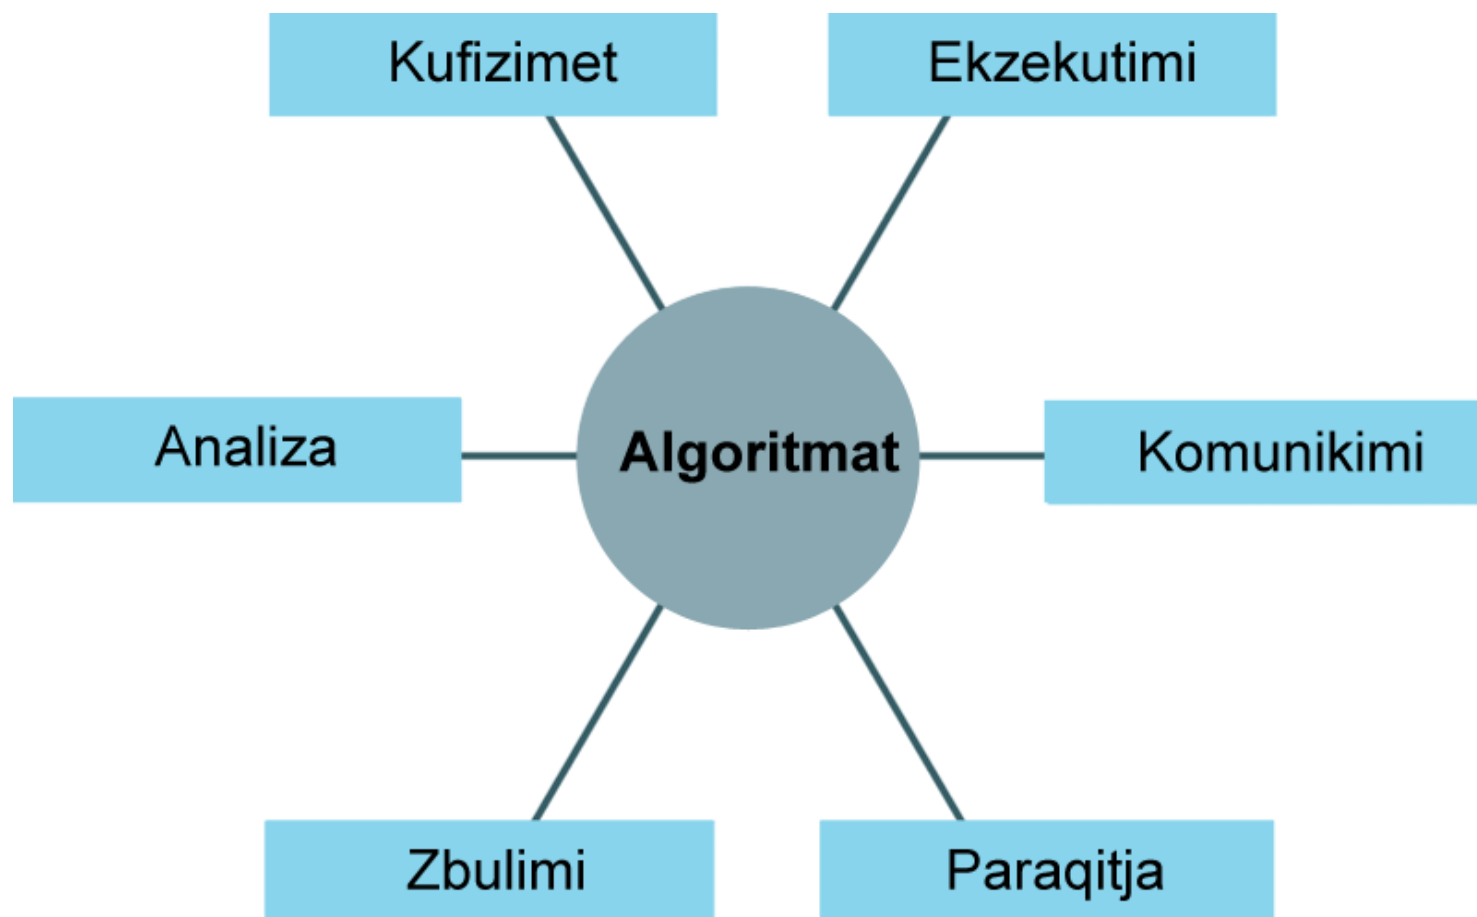 Kufizimet
Ekzekutimi
Analiza
Algoritmat
Komunikimi
Zbulimi
Paraqitja